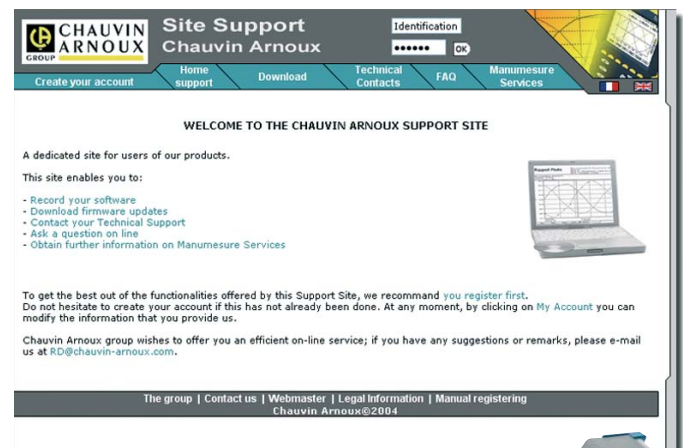 CHAUVIN
ARNOUX
GROUP
Site Support
Chauvin Arnoux
Identification
••••••
OK
Create your account
Home
support
Download
Technical
Contacts
FAQ
Manumesure
Services
WELCOME TO THE CHAUVIN ARNOUX SUPPORT SITE
A dedicated site for users of our products.
This site enables you to:
- Record your software
- Download firmware updates
- Contact your Technical Support
- Ask a question on line
- Obtain further information on Manumesure Services
To get the best out of the functionalities offered by this Support Site, we recommand you register first.
Do not hesitate to create your account if this has not already been done. At any moment, by clicking on My Account you can
modify the information that you provide us.
Chauvin Arnoux group wishes to offer you an efficient on-line service; if you have any suggestions or remarks, please e-mail
us at RD@chauvin-arnoux.com.
The group | Contact us | Webmaster | Legal Information | Manual registering
Chauvin Arnoux©2004